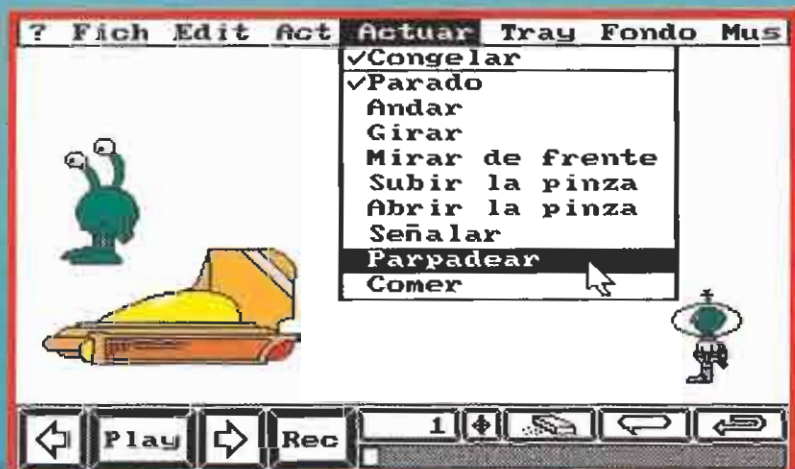 ? Fich Edit Act Actuar Tray Fondo Mus
✓Congelar
✓Parado
Andar
Girar
Mirar de frente
Subir la pinza
Abrir la pinza
Señalar
Parpadear
Comer
Play Rec 1